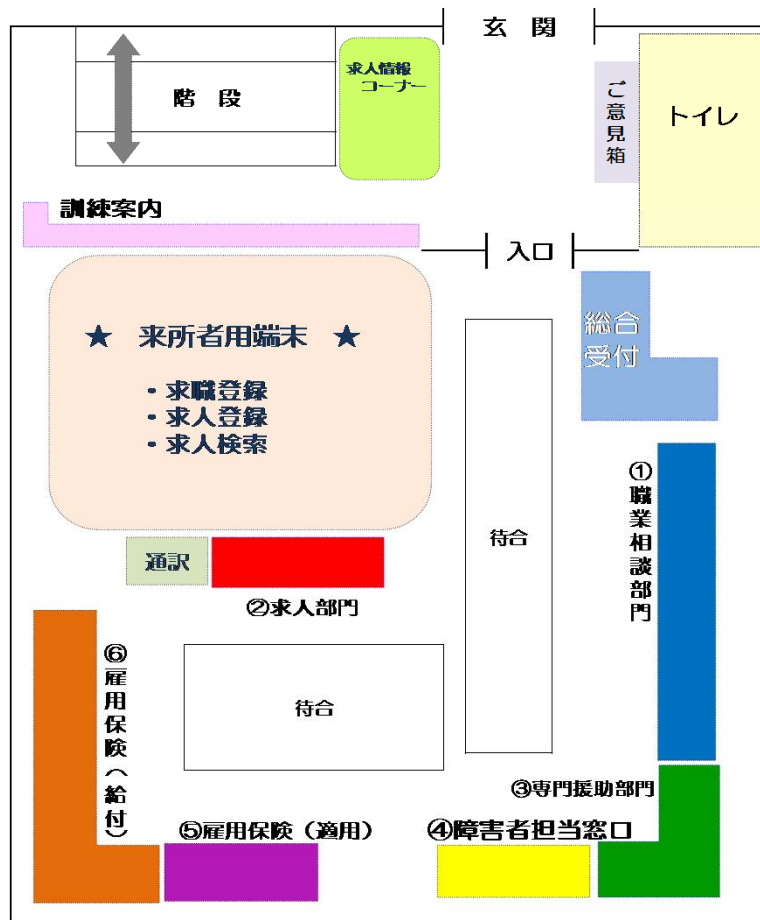 玄　関
求人情報
コーナー
階　段
ご意見箱
トイレ
訓練案内
入口
総合
受付
★　来所者用端末　★
・求職登録
・求人登録
・求人検索
①職業相談部門
待合
通訳
②求人部門
⑥雇用保険（給付）
待合
③専門援助部門
⑤雇用保険（適用）
④障害者担当窓口